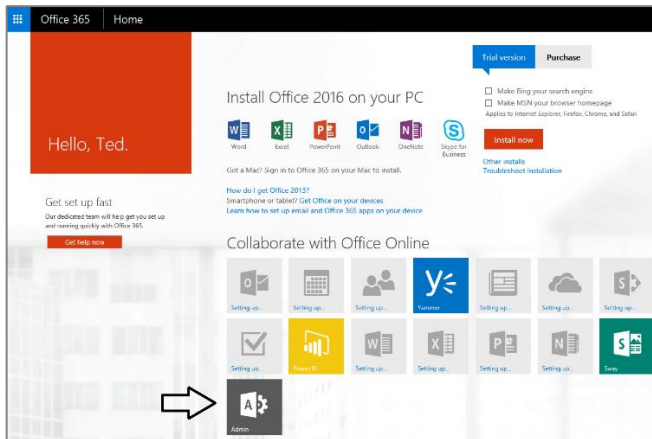 Office 365 Home
Trial version Purchase
Make Bing your search engine
Make MSN your browser homepage
Applies to Internet Explorer, Firefox, Chrome, and Safari
Install now
Other installs
Troubleshoot installation
Hello, Ted.
Get set up fast
Our dedicated team will help get you set up
and running quickly with Office 365.
Get help now
Install Office 2016 on your PC
Word Excel PowerPoint Outlook OneNote Skype for
Business
Got a Mac? Sign in to Office 365 on your Mac to install.
How do I get Office 2013?
Smartphone or tablet? Get Office on your devices
Learn how to set up email and Office 365 apps on your device
Collaborate with Office Online
Setting up... Setting up... Setting up... Yammer Setting up... Setting up... Setting up...
Setting up... Power BI Setting up... Setting up... Setting up... Setting up... Sway
Admin